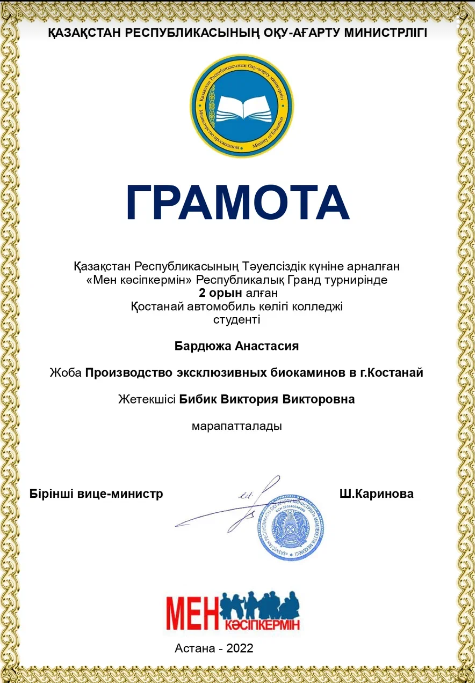 ҚАЗАҚСТАН РЕСПУБЛИКАСЫНЫҢ ОҚУ-АҒАРТУ МИНИСТРЛІГІ
ГРАМОТА
Қазақстан Республикасының Тәуелсіздік күніне арналған
«Мен кәсіпкермін» Республикалық Гранд турнирінде
2 орын алған
Қостанай автомобиль көлігі колледжі
студенті
Бардюжа Анастасия
Жоба Производство эксклюзивных биокаминов в г.Костанай
Жетекшісі Бибик Виктория Викторовна
марапатталады
Бірінші вице-министр
Ш.Каринова
МЕН
КӘСІПКЕРМІН
Астана - 2022